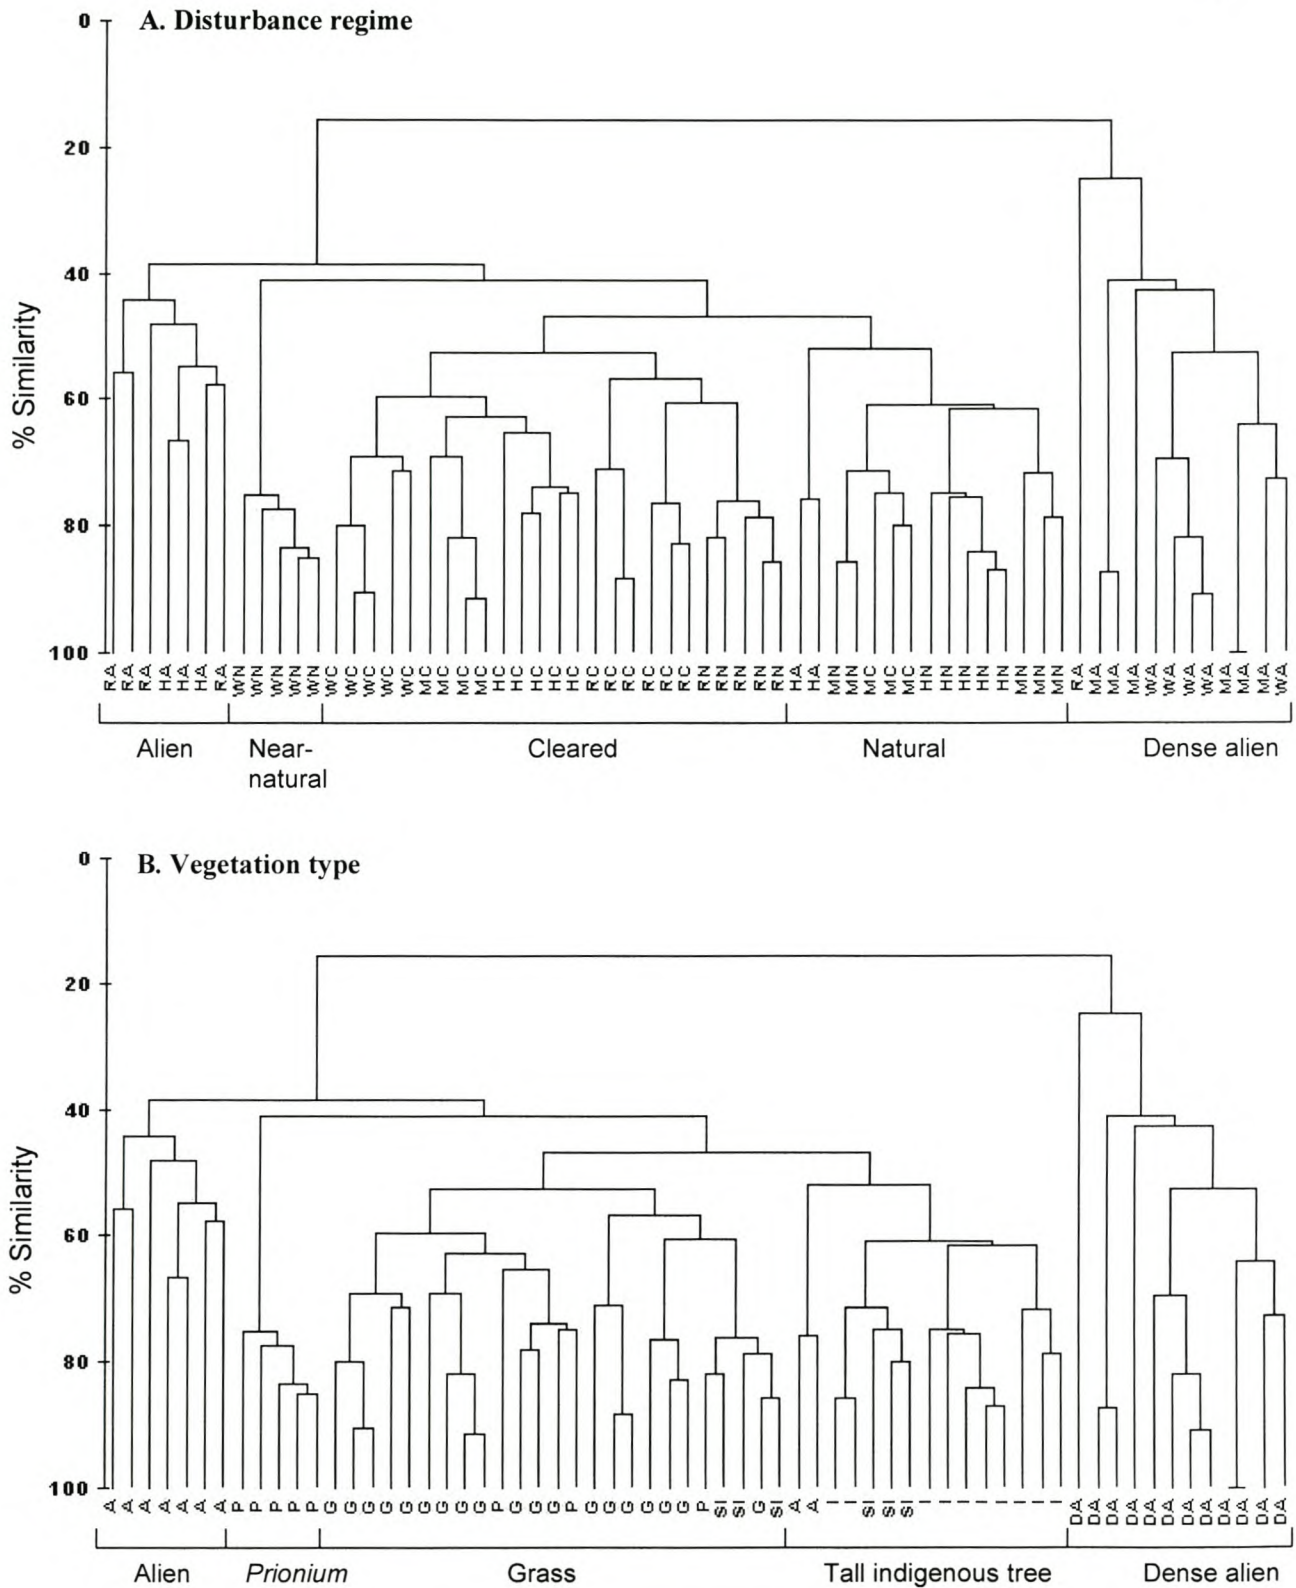 A. Disturbance regime
0
20
40
60
80
100
% Similarity
RA RA RA HA HA HA RA WN WN WN WN WN WC WC WC WC WC MC MC MC MC HC HC HC HC HC RC RC RC RC RC RC RN RN RN RN RN HA HA MN MN MC MC MC HN HN HN HN HN MN MN MN RA MA MA MA WA WA WA WA MA MA MA WA
Alien Near- Cleared Natural Dense alien
natural
B. Vegetation type
0
20
40
60
80
100
% Similarity
A A A A A A A P P P P P G G G G G G G G G P G G G P G G G G G G P SI SI G SI A A I I SI SI SI I I I I I I I I DA DA DA DA DA DA DA DA DA DA DA DA
Alien Prionium Grass Tall indigenous tree Dense alien